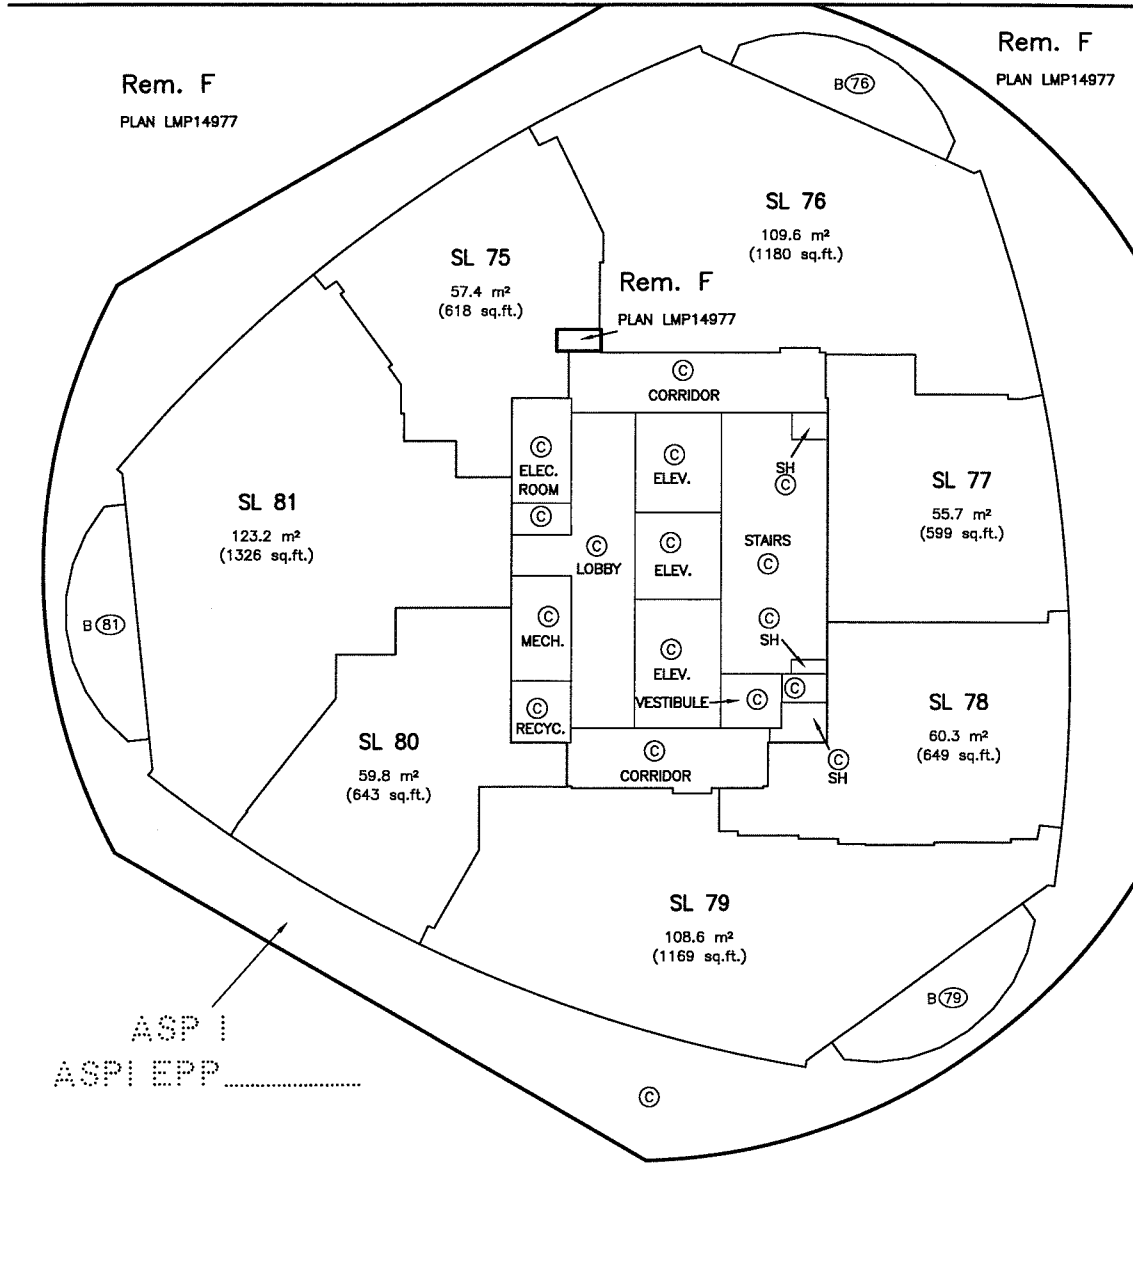 Rem. F
PLAN LMP14977
Rem. F
PLAN LMP14977
B 76
SL 76
109.6 m²
(1180 sq.ft.)
SL 75
57.4 m²
(618 sq.ft.)
Rem. F
PLAN LMP14977
C
CORRIDOR
C
ELEC.
ROOM
C
C
ELEV.
SH
C
SL 77
55.7 m²
(599 sq.ft.)
SL 81
123.2 m²
(1326 sq.ft.)
C
LOBBY
C
ELEV.
STAIRS
C
B 81
C
MECH.
C
ELEV.
C
SH
C
VESTIBULE
C
SL 78
60.3 m²
(649 sq.ft.)
C
RECYC.
SL 80
59.8 m²
(643 sq.ft.)
C
CORRIDOR
C
SH
SL 79
108.6 m²
(1169 sq.ft.)
B 79
ASP 1
ASP1 EPP
C